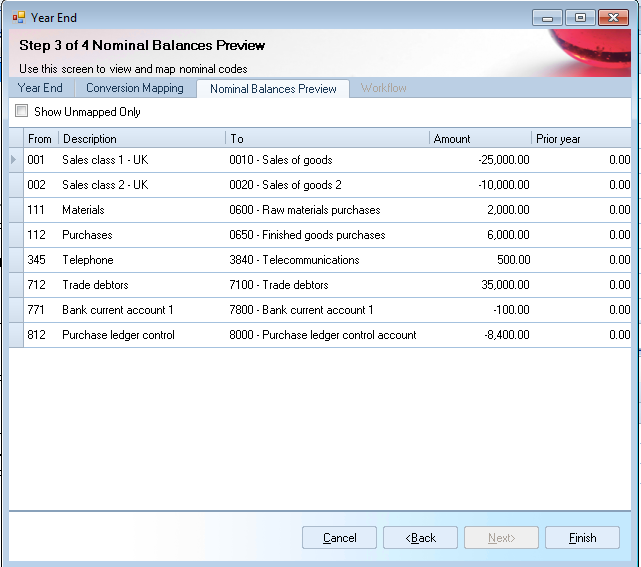 Year End
Step 3 of 4 Nominal Balances Preview
Use this screen to view and map nominal codes
Year End Conversion Mapping Nominal Balances Preview Workflow
Show Unmapped Only
From Description To Amount Prior year
001 Sales class 1 - UK 0010 - Sales of goods -25,000.00 0.00
002 Sales class 2 - UK 0020 - Sales of goods 2 -10,000.00 0.00
111 Materials 0600 - Raw materials purchases 2,000.00 0.00
112 Purchases 0650 - Finished goods purchases 6,000.00 0.00
345 Telephone 3840 - Telecommunications 500.00 0.00
712 Trade debtors 7100 - Trade debtors 35,000.00 0.00
771 Bank current account 1 7800 - Bank current account 1 -100.00 0.00
812 Purchase ledger control 8000 - Purchase ledger control account -8,400.00 0.00
Cancel <Back Next> Finish